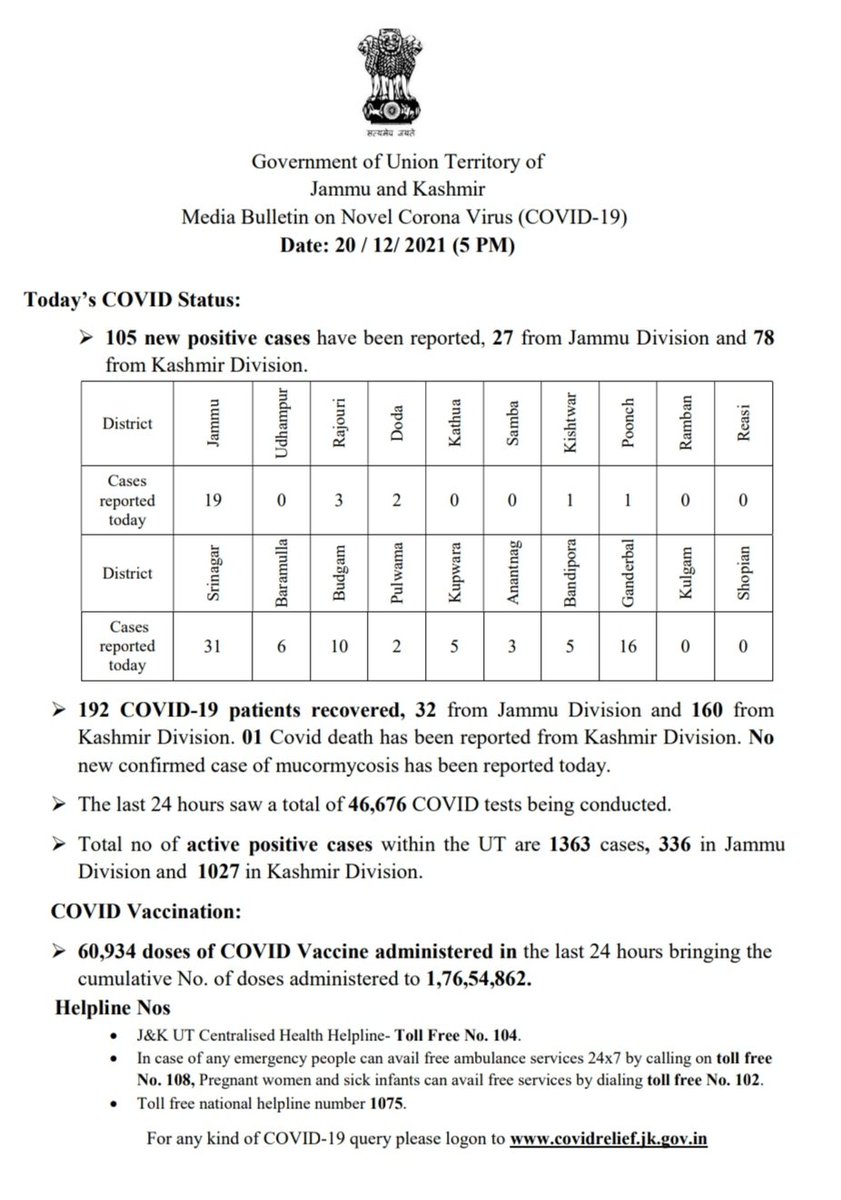 सत्यमेव जयते
Government of Union Territory of
Jammu and Kashmir
Media Bulletin on Novel Corona Virus (COVID-19)
Date: 20 / 12/ 2021 (5 PM)
Today’s COVID Status:
➢ 105 new positive cases have been reported, 27 from Jammu Division and 78
from Kashmir Division.
District Jammu Udhampur Rajouri Doda Kathua Samba Kishtwar Poonch Ramban Reasi
Cases
reported
today 19 0 3 2 0 0 1 1 0 0
District Srinagar Baramulla Budgam Pulwama Kupwara Anantnag Bandipora Ganderbal Kulgam Shopian
Cases
reported
today 31 6 10 2 5 3 5 16 0 0
➢ 192 COVID-19 patients recovered, 32 from Jammu Division and 160 from
Kashmir Division. 01 Covid death has been reported from Kashmir Division. No
new confirmed case of mucormycosis has been reported today.
➢ The last 24 hours saw a total of 46,676 COVID tests being conducted.
➢ Total no of active positive cases within the UT are 1363 cases, 336 in Jammu
Division and 1027 in Kashmir Division.
COVID Vaccination:
➢ 60,934 doses of COVID Vaccine administered in the last 24 hours bringing the
cumulative No. of doses administered to 1,76,54,862.
Helpline Nos
• J&K UT Centralised Health Helpline- Toll Free No. 104.
• In case of any emergency people can avail free ambulance services 24x7 by calling on toll free
No. 108, Pregnant women and sick infants can avail free services by dialing toll free No. 102.
• Toll free national helpline number 1075.
For any kind of COVID-19 query please logon to www.covidrelief.jk.gov.in